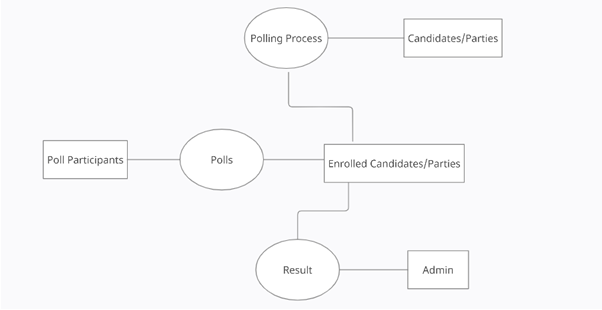 Polling Process
Candidates/Parties
Poll Participants
Polls
Enrolled Candidates/Parties
Result
Admin